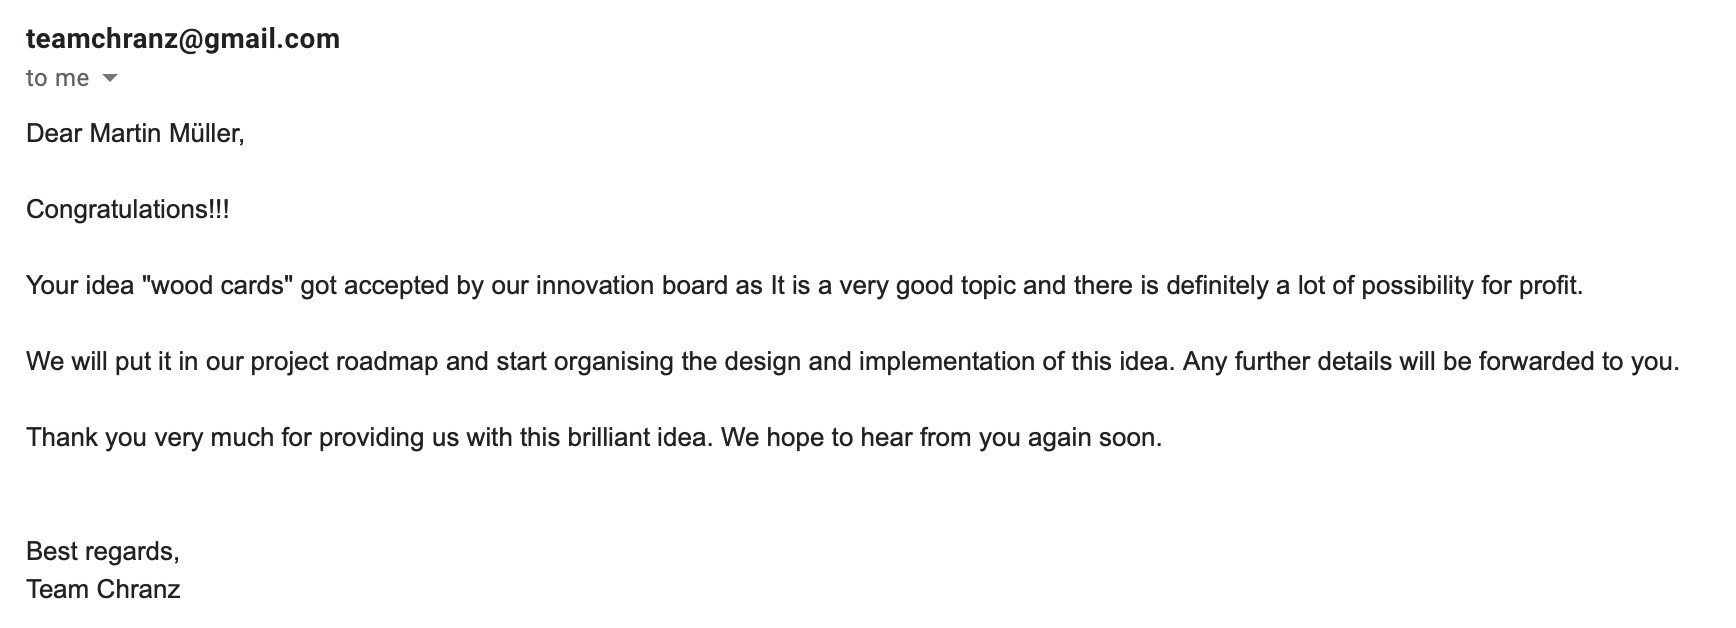 teamchranz@gmail.com
to me
Dear Martin Müller,
Congratulations!!!
Your idea "wood cards" got accepted by our innovation board as It is a very good topic and there is definitely a lot of possibility for profit.
We will put it in our project roadmap and start organising the design and implementation of this idea. Any further details will be forwarded to you.
Thank you very much for providing us with this brilliant idea. We hope to hear from you again soon.
Best regards,
Team Chranz